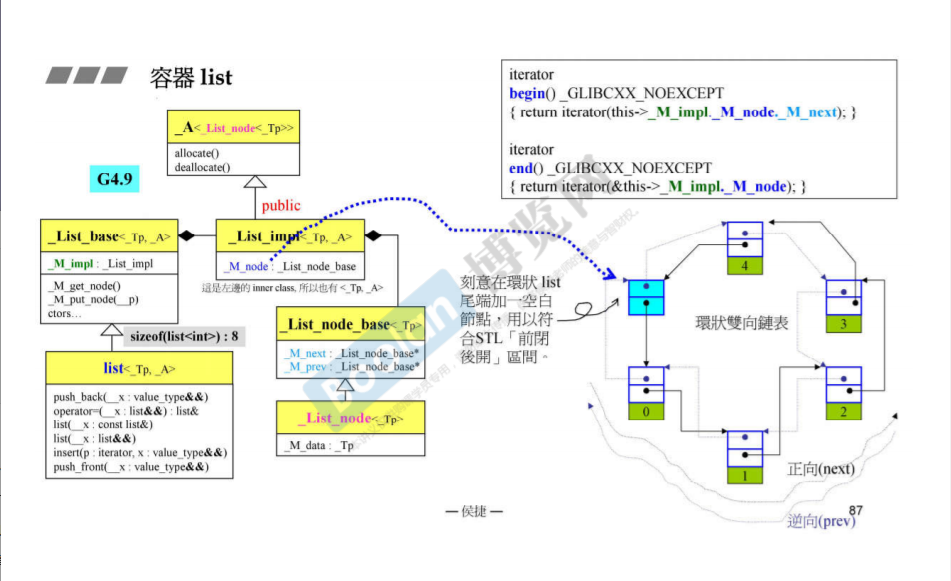 容器 list
iterator
begin() _GLIBCXX_NOEXCEPT
{ return iterator(this->_M_impl._M_node._M_next); }
iterator
end() _GLIBCXX_NOEXCEPT
{ return iterator(&this->_M_impl._M_node); }
G4.9
_A<_List_node<_Tp>>
allocate()
deallocate()
public
_List_base<_Tp, _A>
_M_impl : _List_impl
_M_get_node()
_M_put_node(__p)
ctors…
_List_impl<_Tp, _A>
_M_node : _List_node_base
這是左邊的 inner class, 所以也有 <_Tp, _A>
sizeof(list<int>) : 8
list<_Tp, _A>
push_back(__x : value_type&&)
operator=(__x : list&&) : list&
list(__x : const list&)
list(__x : list&&)
insert(p : iterator, x : value_type&&)
push_front(__x : value_type&&)
_List_node_base<_Tp>
_M_next : _List_node_base*
_M_prev : _List_node_base*
_List_node<_Tp>
_M_data : _Tp
刻意在環狀 list
尾端加一空白
節點，用以符
合STL「前閉
後開」區間。
環狀雙向鏈表
4
3
0
2
1
正向(next)
逆向(prev)
— 侯捷 —
87
Boolan 博览网